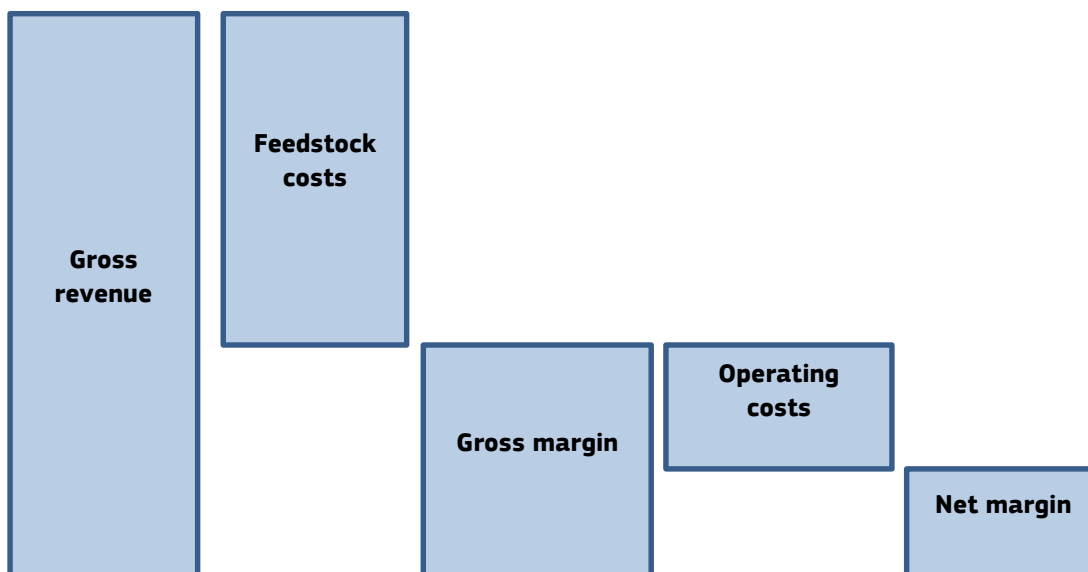 Gross
revenue
Feedstock
costs
Gross margin
Operating
costs
Net margin